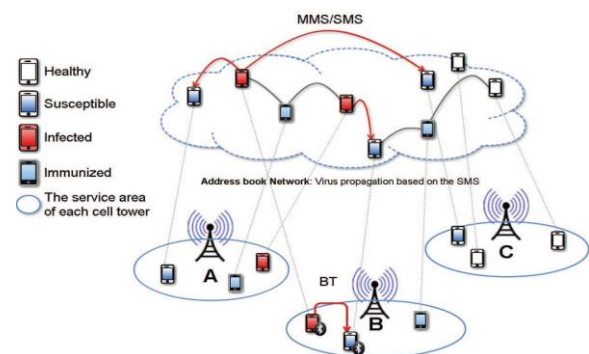 MMS/SMS
Healthy
Susceptible
Infected
Immunized
The service area
of each cell tower
Address book Network: Virus propagation based on the SMS
A
BT
B
C